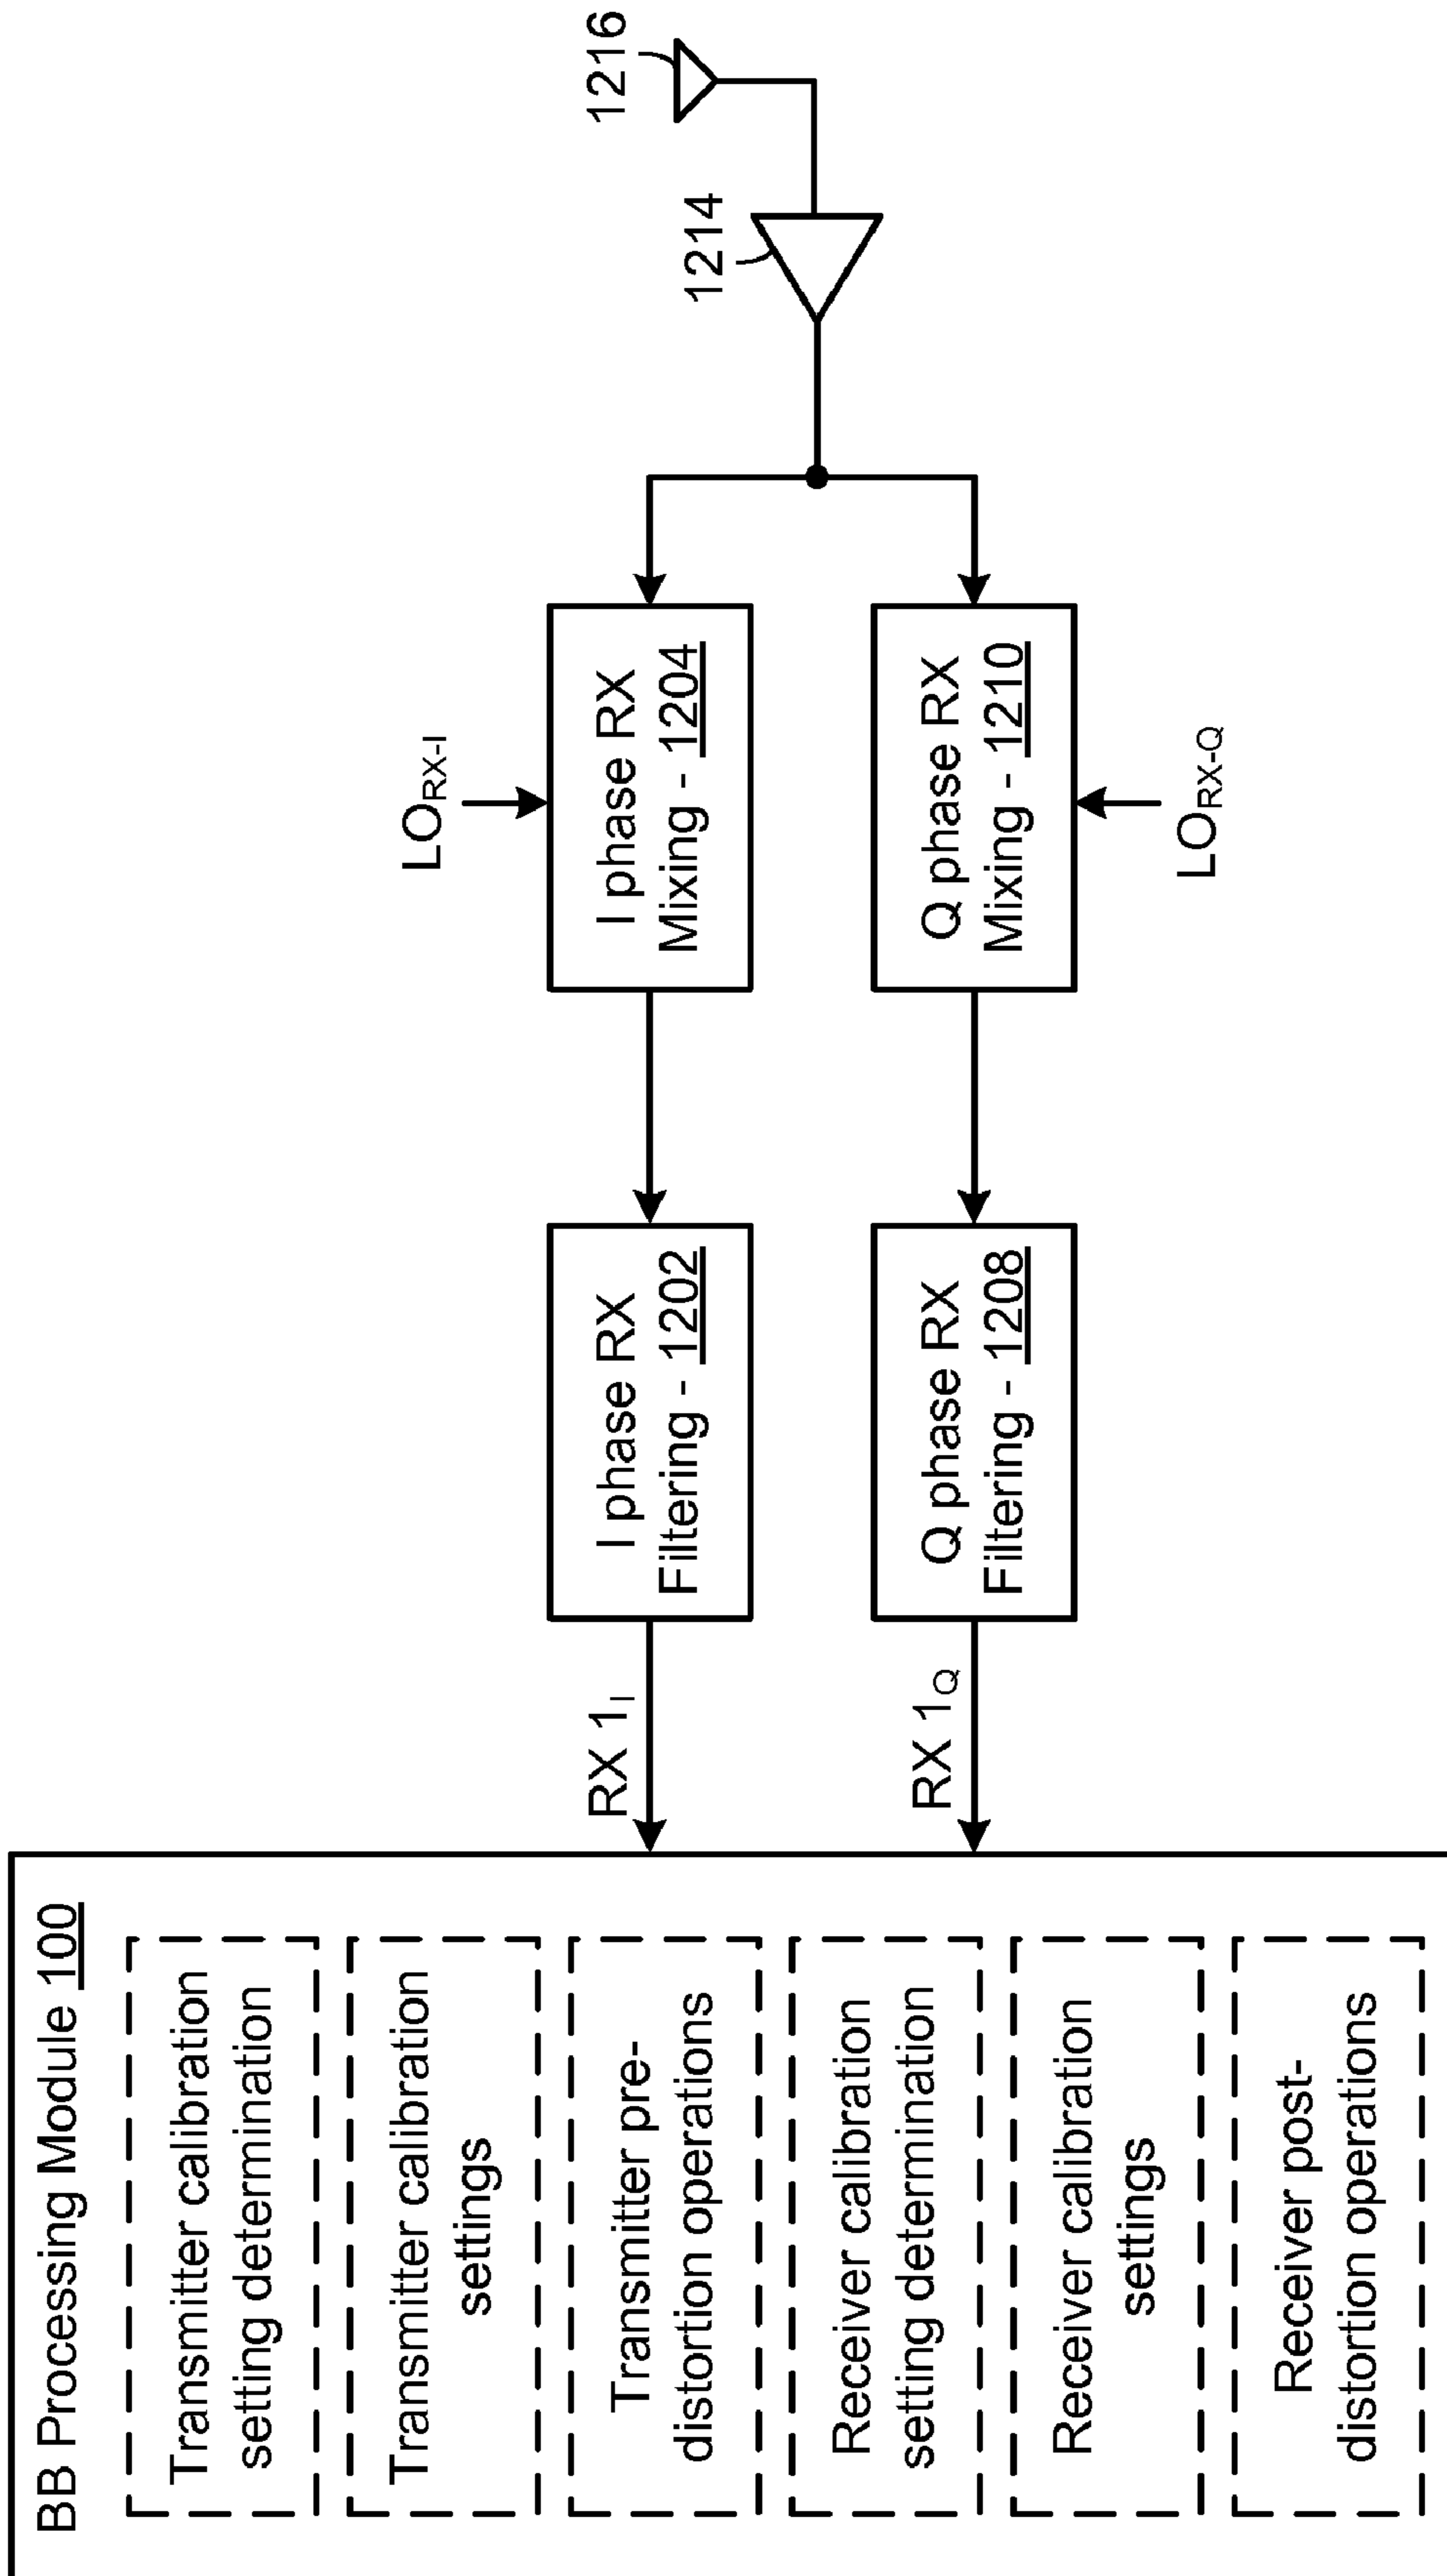 BB Processing Module 100
Transmitter calibration
setting determination
Transmitter calibration
settings
Transmitter pre-
distortion operations
Receiver calibration
setting determination
Receiver calibration
settings
Receiver post-
distortion operations
RX 1I
RX 1Q
I phase RX
Filtering - 1202
Q phase RX
Filtering - 1208
LORX-I
I phase RX
Mixing - 1204
Q phase RX
Mixing - 1210
LORX-Q
1214
1216